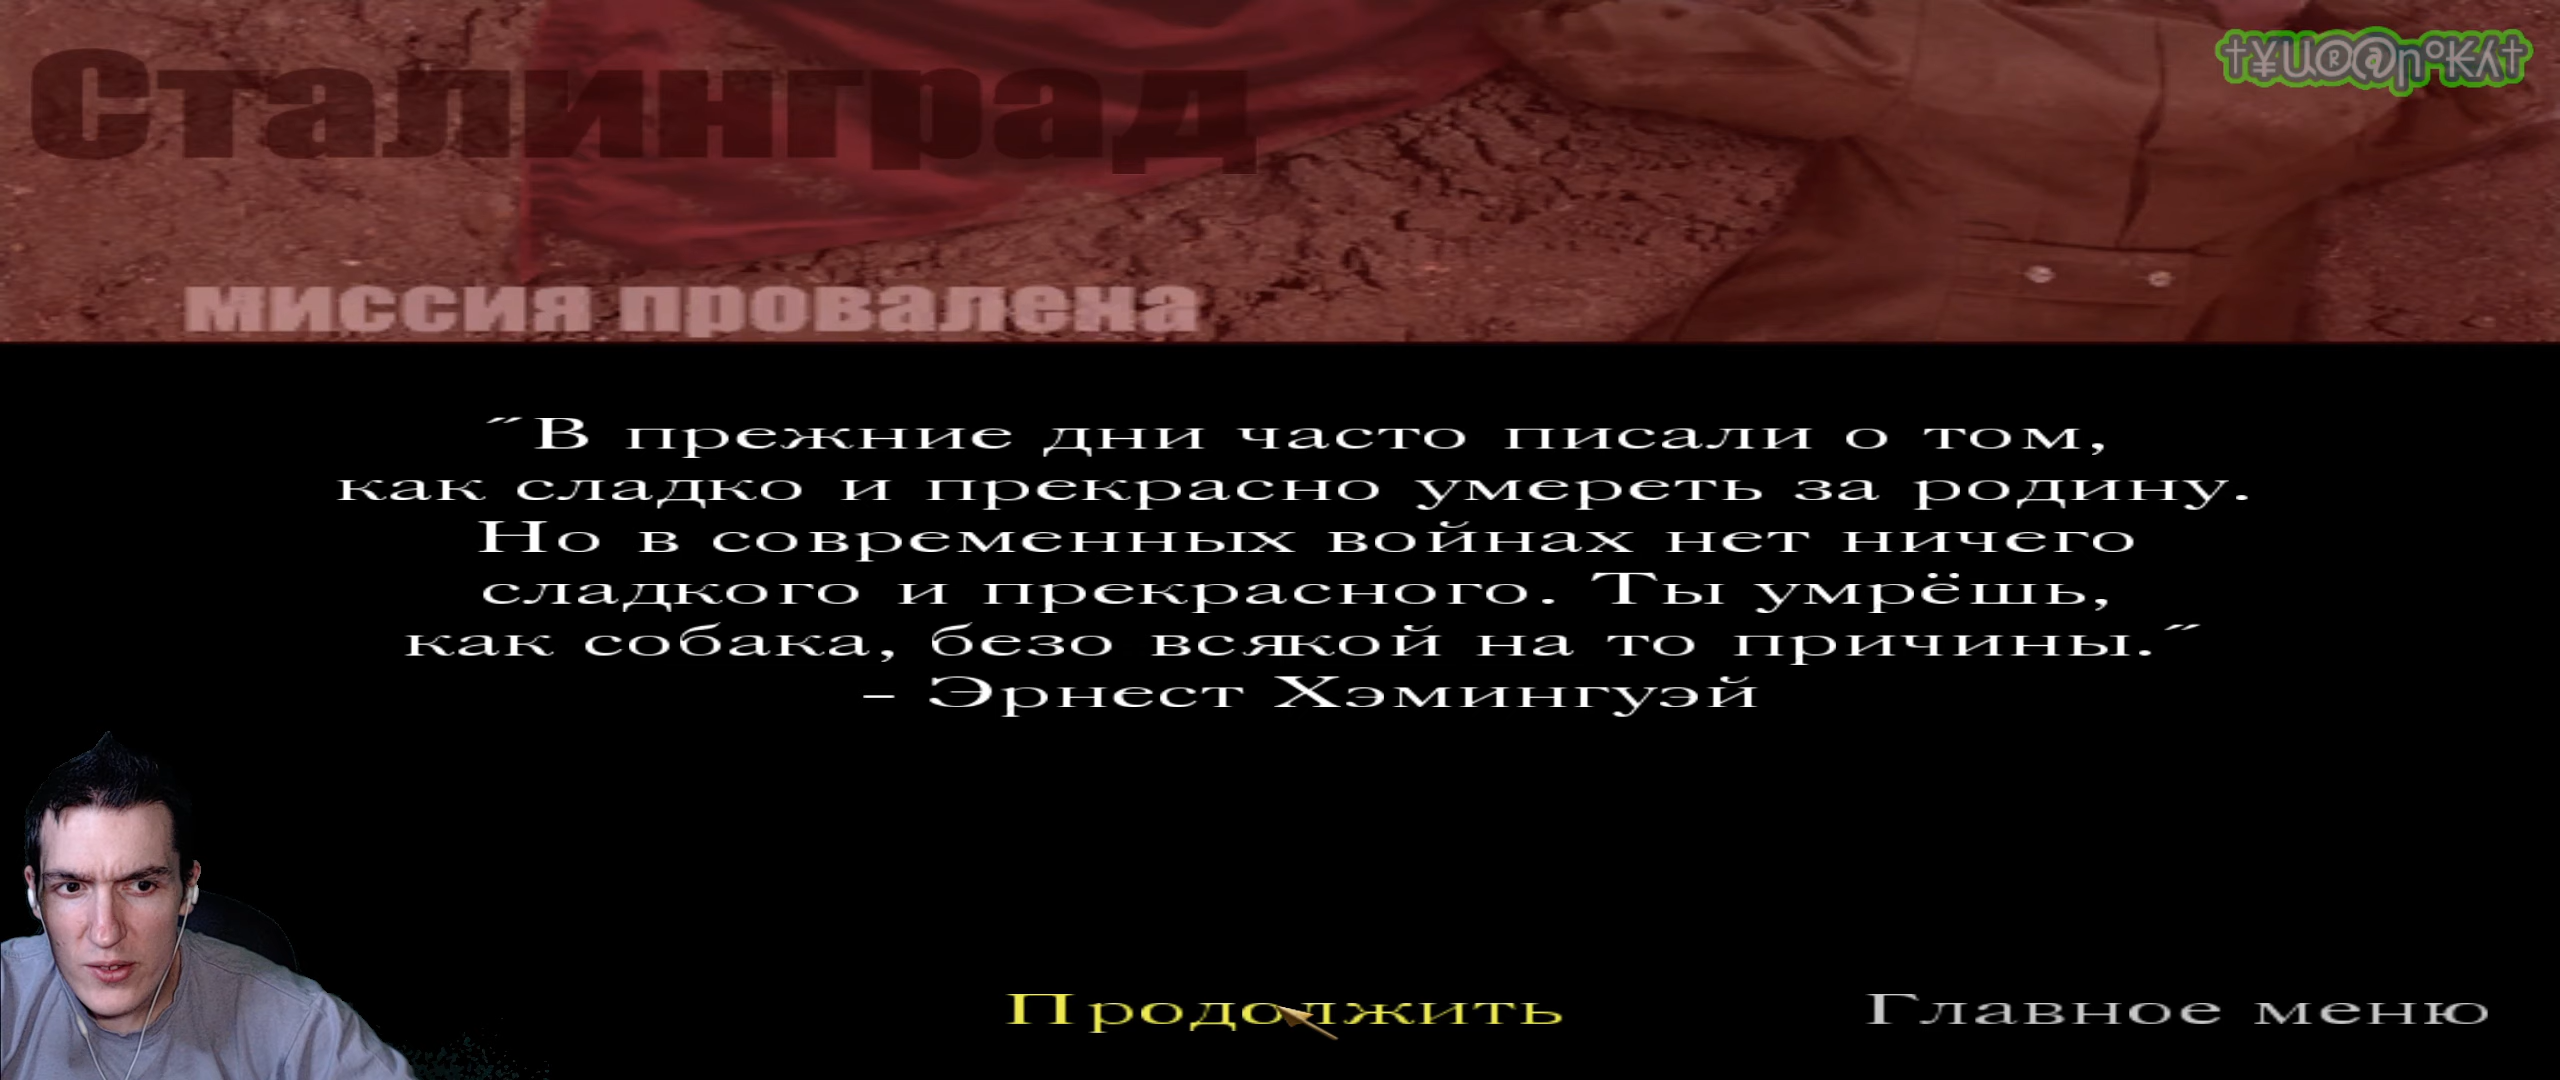 Сталинград
миссия провалена
"В прежние дни часто писали о том,
как сладко и прекрасно умереть за родину.
Но в современных войнах нет ничего
сладкого и прекрасного. Ты умрёшь,
как собака, безо всякой на то причины."
- Эрнест Хэмингуэй
Продолжить
Главное меню